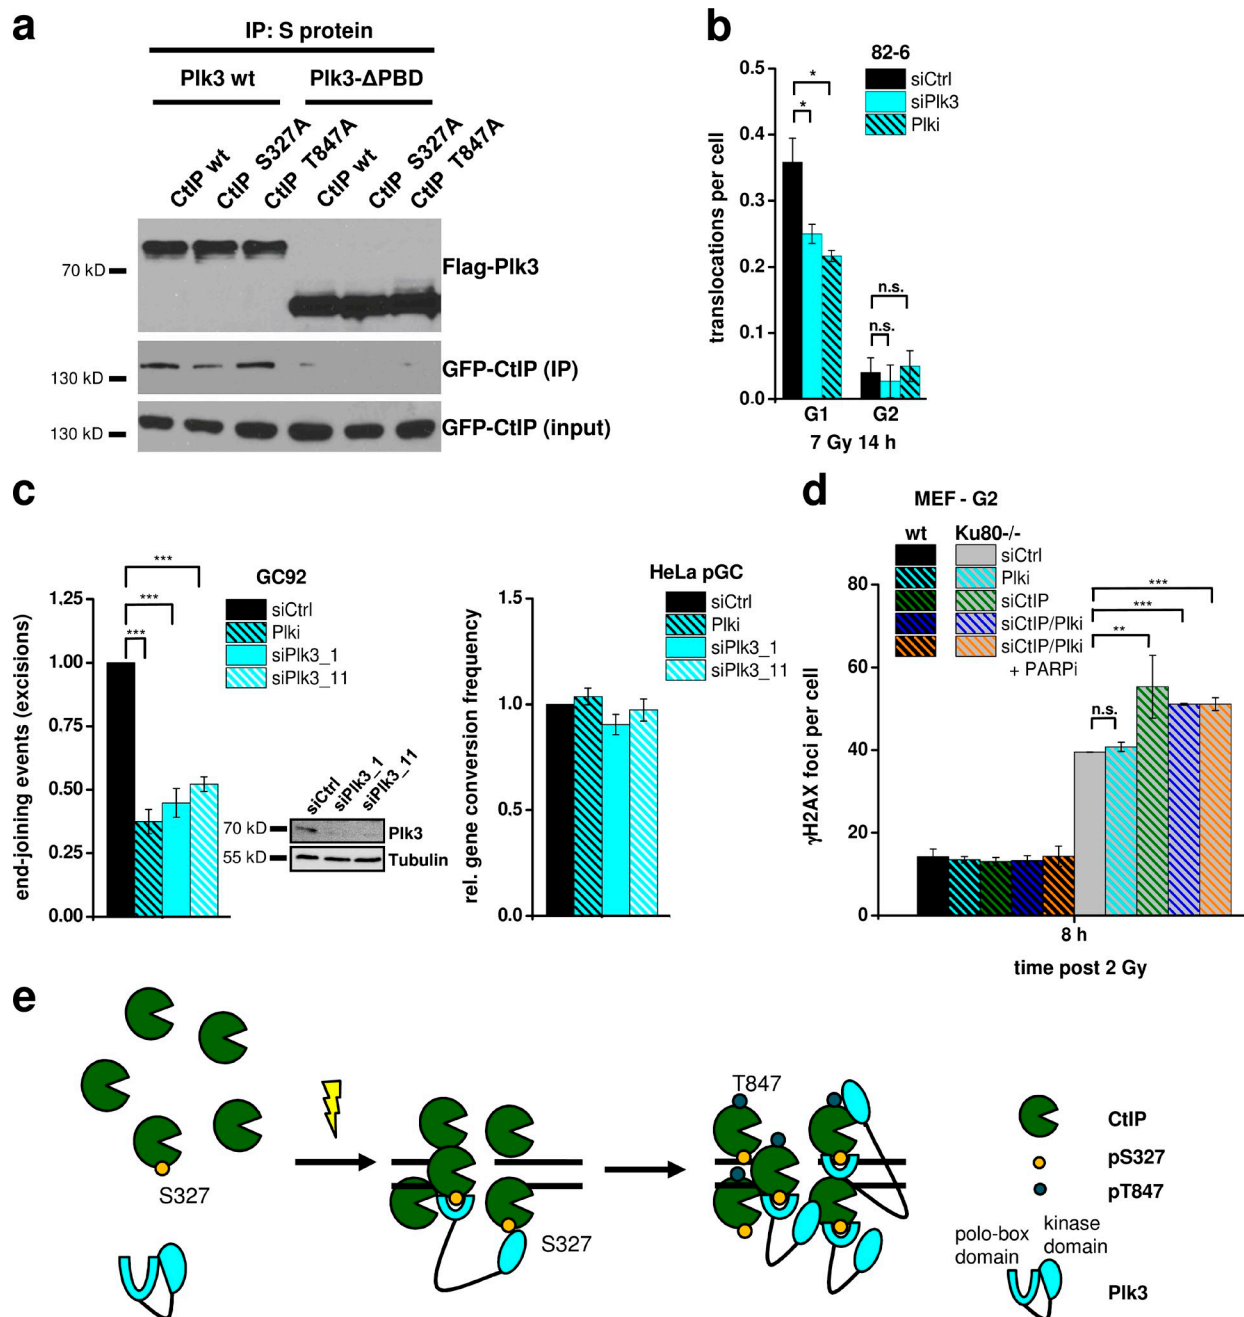 a
IP: S protein
Plk3 wt
Plk3-ΔPBD
CtIP wt
CtIP S327A
CtIP T847A
CtIP wt
CtIP S327A
CtIP T847A
70 kD
Flag-Plk3
130 kD
GFP-CtIP (IP)
130 kD
GFP-CtIP (input)
b
82-6
siCtrl
siPlk3
Plki
translocations per cell
0.5
0.4
0.3
0.2
0.1
0.0
*
*
n.s.
n.s.
G1
G2
7 Gy 14 h
c
GC92
siCtrl
Plki
siPlk3_1
siPlk3_11
end-joining events (excisions)
1.25
1.00
0.75
0.50
0.25
0.00
***
***
***
siCtrl
siPlk3_1
siPlk3_11
70 kD
Plk3
55 kD
Tubulin
HeLa pGC
siCtrl
Plki
siPlk3_1
siPlk3_11
rel. gene conversion frequency
1.5
1.0
0.5
0.0
d
MEF - G2
wt
Ku80-/-
siCtrl
Plki
siCtIP
siCtIP/Plki
siCtIP/Plki
+ PARPi
γH2AX foci per cell
80
60
40
20
0
***
***
**
n.s.
8 h
time post 2 Gy
e
S327
S327
T847
CtIP
pS327
pT847
polo-box
domain
kinase
domain
Plk3